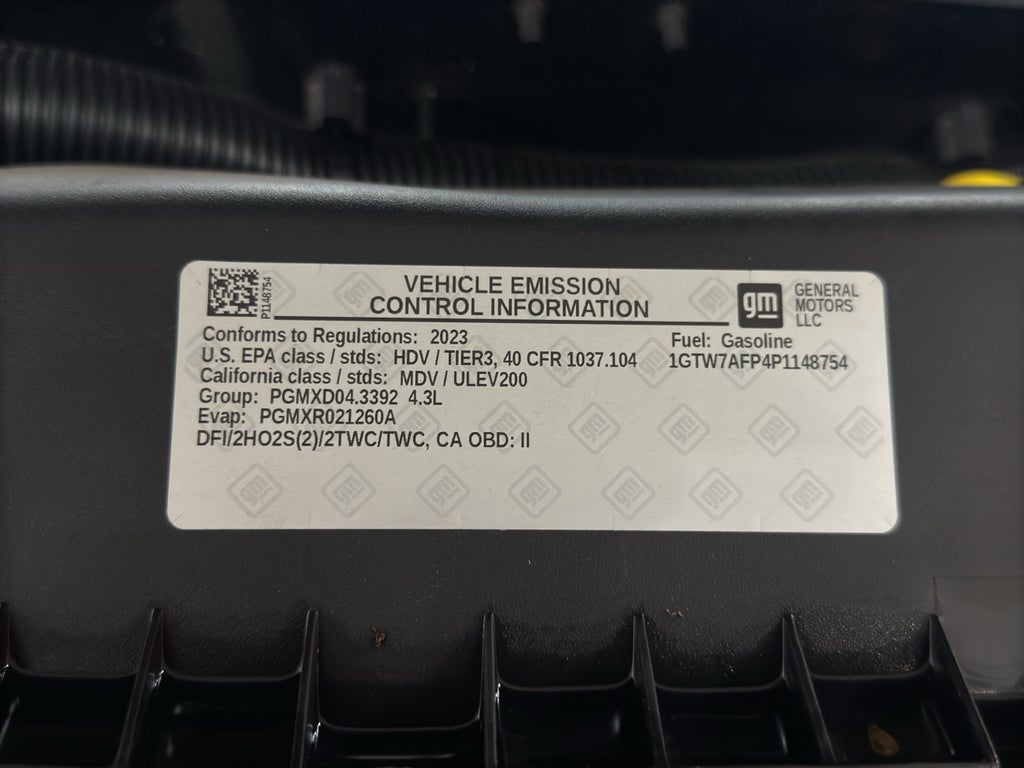 P1148754
VEHICLE EMISSION
CONTROL INFORMATION
gm
GENERAL
MOTORS
LLC
Conforms to Regulations: 2023
Fuel: Gasoline
U.S. EPA class / stds: HDV / TIER3, 40 CFR 1037.104
1GTW7AFP4P1148754
California class / stds: MDV / ULEV200
Group: PGMXD04.3392 4.3L
Evap: PGMXR021260A
DFI/2HO2S(2)/2TWC/TWC, CA OBD: II